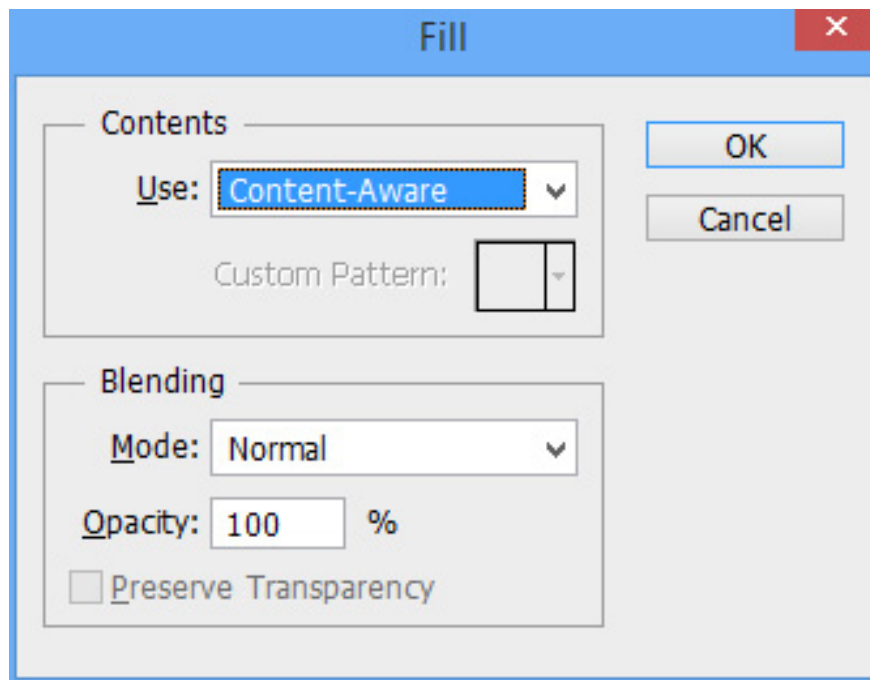 Fill
Contents
Use: Content-Aware
Custom Pattern:
OK
Cancel
Blending
Mode: Normal
Opacity: 100 %
Preserve Transparency